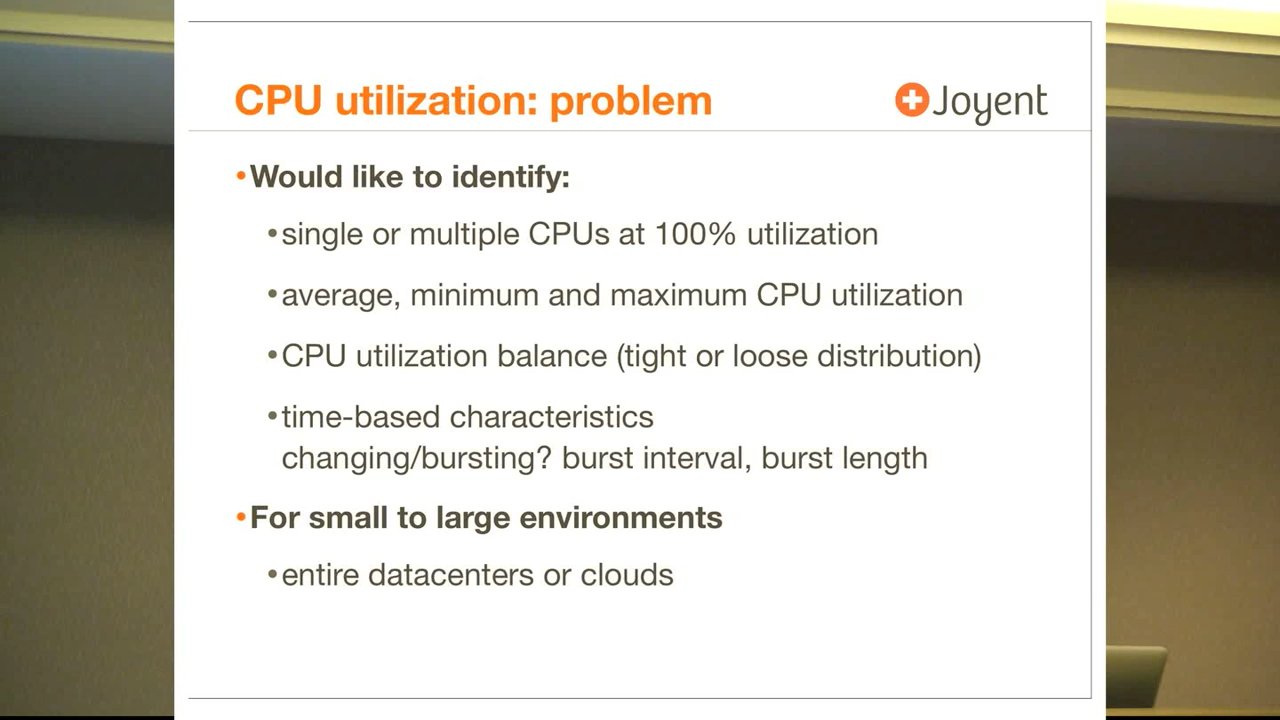 CPU utilization: problem
Joyent
•Would like to identify:
•single or multiple CPUs at 100% utilization
•average, minimum and maximum CPU utilization
•CPU utilization balance (tight or loose distribution)
•time-based characteristics
changing/bursting? burst interval, burst length
•For small to large environments
•entire datacenters or clouds